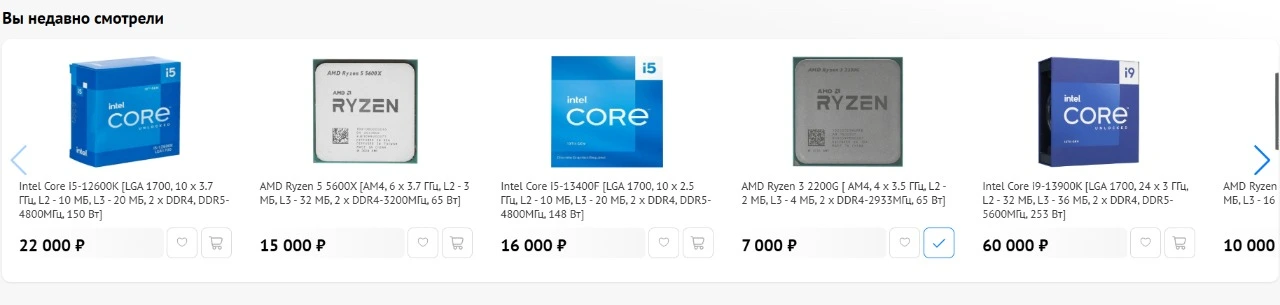 Вы недавно смотрели
i5
intel
CORE
UNLOCKED
intel
AMD Ryzen 5 5600X
AMD
RYZEN
i5
intel
CORE
RYZEN
i9
intel
CORE
UNLOCKED
Intel Core I5-12600K [LGA 1700, 10 x 3.7
ГГц, L2 - 10 МБ, L3 - 20 МБ, 2 x DDR4, DDR5-
4800МГц, 150 Вт]
22 000 ₽
AMD Ryzen 5 5600X [AM4, 6 x 3.7 ГГц, L2 - 3
МБ, L3 - 32 МБ, 2 x DDR4-3200МГц, 65 Вт]
15 000 ₽
Intel Core I5-13400F [LGA 1700, 10 x 2.5
ГГц, L2 - 10 МБ, L3 - 20 МБ, 2 x DDR4, DDR5-
4800МГц, 148 Вт]
16 000 ₽
AMD Ryzen 3 2200G [ AM4, 4 x 3.5 ГГц, L2 -
2 МБ, L3 - 4 МБ, 2 x DDR4-2933МГц, 65 Вт]
7 000 ₽
Intel Core I9-13900K [LGA 1700, 24 x 3 ГГц,
L2 - 32 МБ, L3 - 36 МБ, 2 x DDR4, DDR5-
5600МГц, 253 Вт]
60 000 ₽
AMD Ryzen
МБ, L3 - 16
10 000